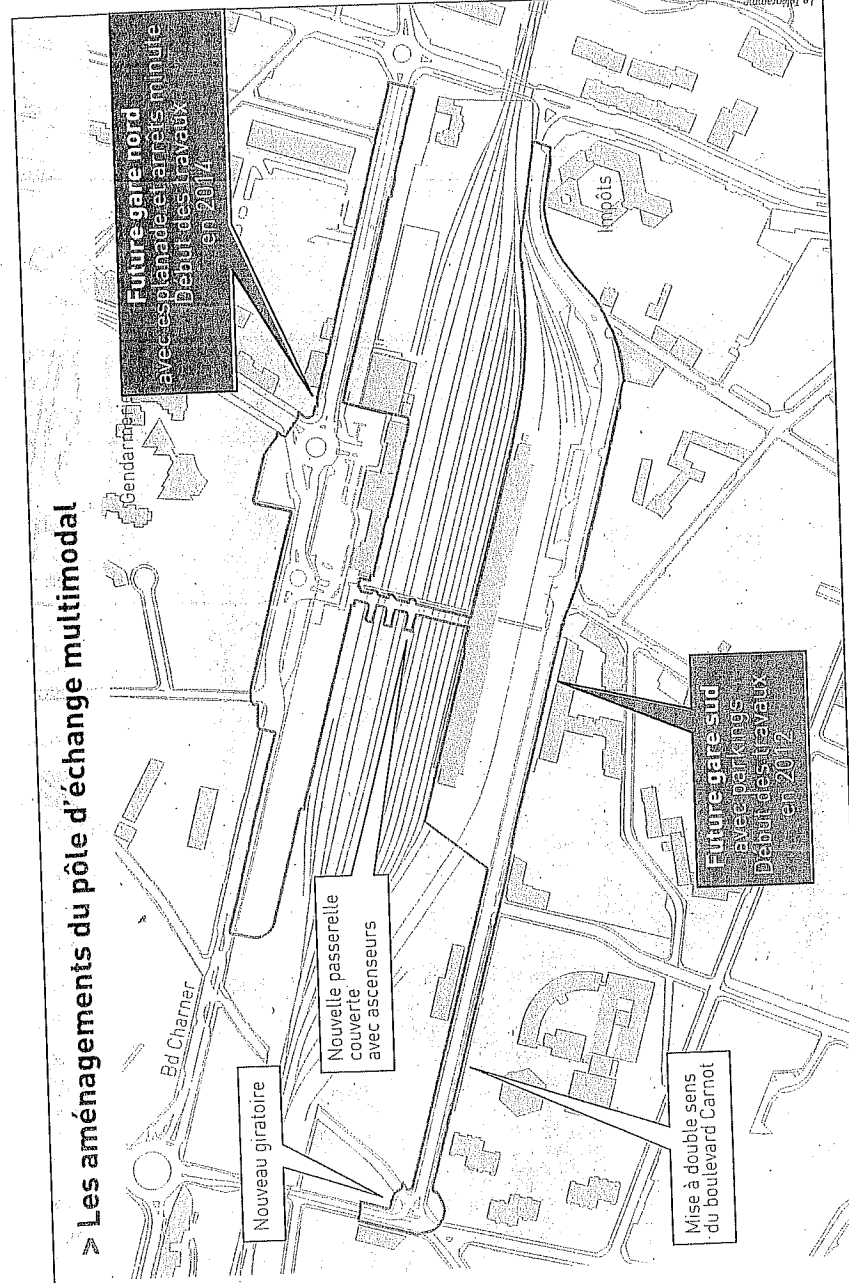 > Les aménagements du pôle d'échange multimodal
Future gare nord
avec esplanade et arrêts minute
Début des travaux
en 2014
Gendarmerie
Bd Charner
Nouveau giratoire
Nouvelle passerelle
couverte
avec ascenseurs
Impôts
Future gare sud
avec parkings
Début des travaux
en 2012
Mise à double sens
du boulevard Carnot
Le Télégramme